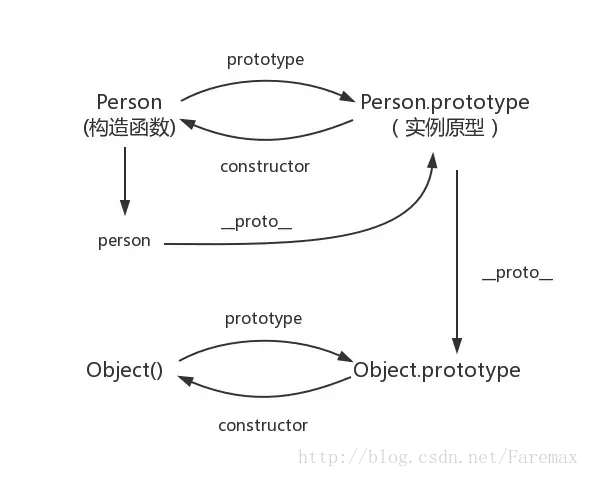 prototype
Person
(构造函数)
Person.prototype
（实例原型）
constructor
person
__proto__
__proto__
prototype
Object()
Object.prototype
constructor
http://blog.csdn.net/Faremax